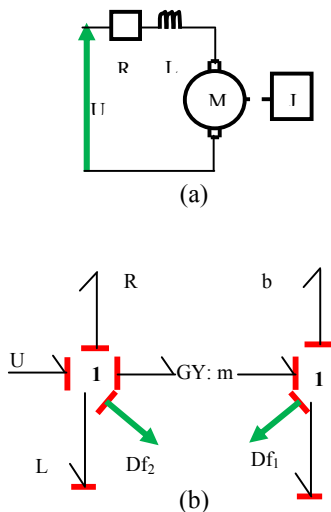 R L
M J
U
(a)
R b
U 1 GY: m 1
L Df2 Df1
(b)